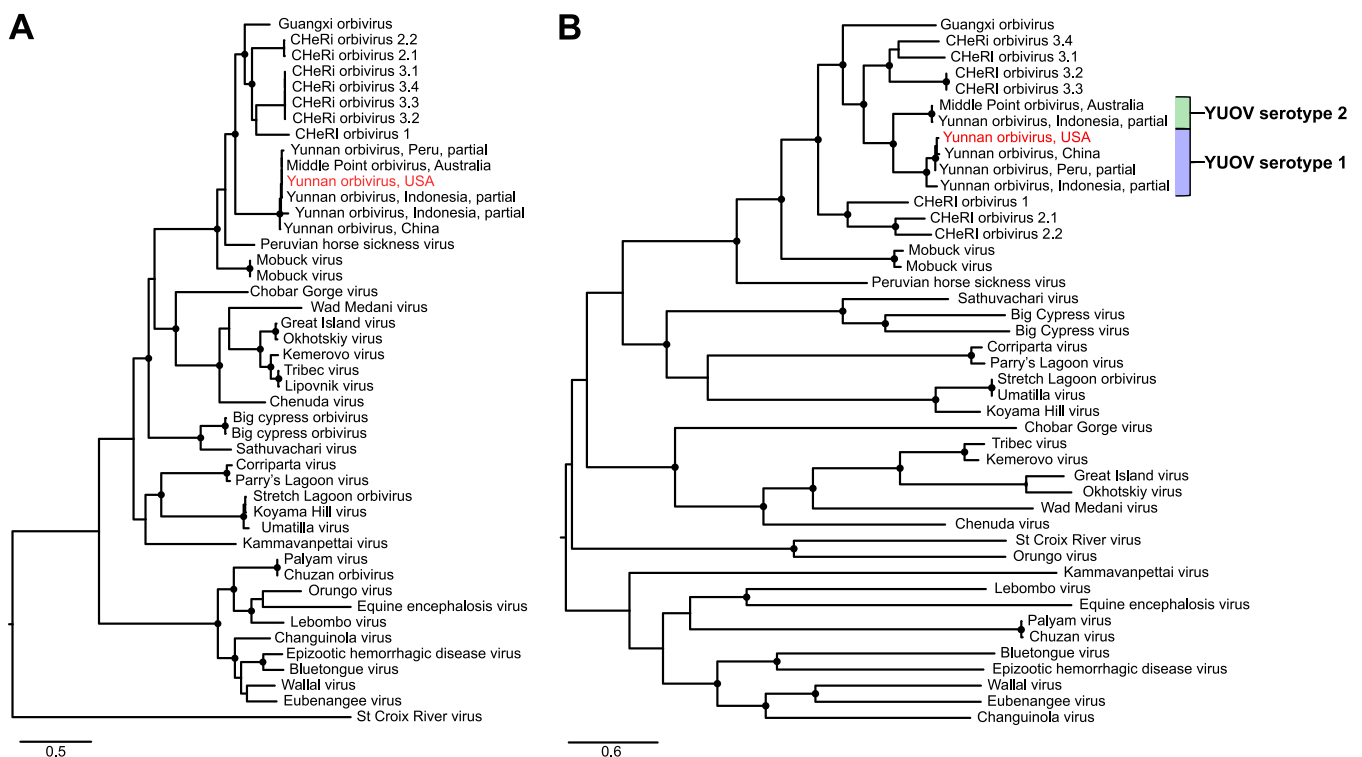 A
Guangxi orbivirus
CHeRi orbivirus 2.2
CHeRi orbivirus 2.1
CHeRi orbivirus 3.1
CHeRi orbivirus 3.4
CHeRi orbivirus 3.3
CHeRi orbivirus 3.2
CHeRI orbivirus 1
Yunnan orbivirus, Peru, partial
Middle Point orbivirus, Australia
Yunnan orbivirus, USA
Yunnan orbivirus, Indonesia, partial
Yunnan orbivirus, Indonesia, partial
Yunnan orbivirus, China
Peruvian horse sickness virus
Mobuck virus
Mobuck virus
Chobar Gorge virus
Wad Medani virus
Great Island virus
Okhotskiy virus
Kemerovo virus
Tribec virus
Lipovnik virus
Chenuda virus
Big cypress orbivirus
Big cypress orbivirus
Sathuvachari virus
Corriparta virus
Parry's Lagoon virus
Stretch Lagoon orbivirus
Koyama Hill virus
Umatilla virus
Kammavanpettai virus
Palyam virus
Chuzan orbivirus
Orungo virus
Equine encephalosis virus
Lebombo virus
Changuinola virus
Epizootic hemorrhagic disease virus
Bluetongue virus
Wallal virus
Eubenangee virus
St Croix River virus
0.5
B
Guangxi orbivirus
CHeRi orbivirus 3.4
CHeRI orbivirus 3.1
CHeRI orbivirus 3.2
CHeRI orbivirus 3.3
Middle Point orbivirus, Australia
Yunnan orbivirus, Indonesia, partial
Yunnan orbivirus, USA
Yunnan orbivirus, China
Yunnan orbivirus, Peru, partial
Yunnan orbivirus, Indonesia, partial
CHeRI orbivirus 1
CHeRI orbivirus 2.1
CHeRI orbivirus 2.2
Mobuck virus
Mobuck virus
Peruvian horse sickness virus
Sathuvachari virus
Big Cypress virus
Big Cypress virus
Corriparta virus
Parry's Lagoon virus
Stretch Lagoon orbivirus
Umatilla virus
Koyama Hill virus
Chobar Gorge virus
Tribec virus
Kemerovo virus
Great Island virus
Okhotskiy virus
Wad Medani virus
Chenuda virus
St Croix River virus
Orungo virus
Kammavanpettai virus
Lebombo virus
Equine encephalosis virus
Palyam virus
Chuzan virus
Bluetongue virus
Epizootic hemorrhagic disease virus
Wallal virus
Eubenangee virus
Changuinola virus
0.6
YUOV serotype 2
YUOV serotype 1